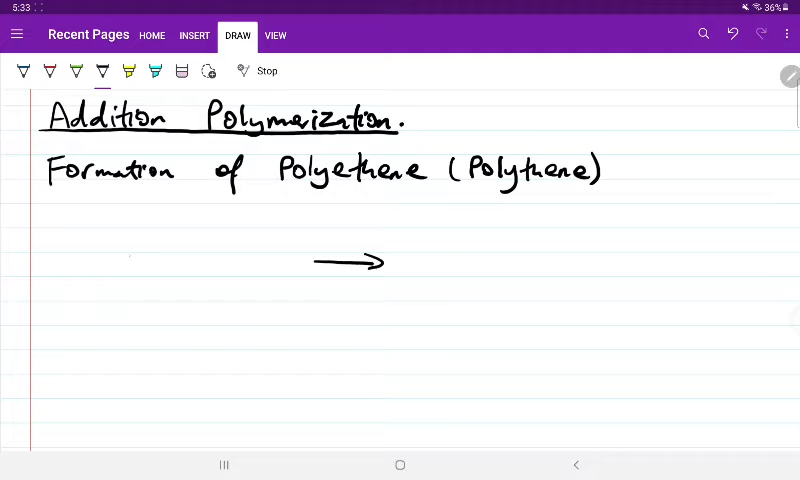 5:33 36%
Recent Pages HOME INSERT DRAW VIEW
Stop
Addition Polymerization.
Formation of Polyethene (Polythene)